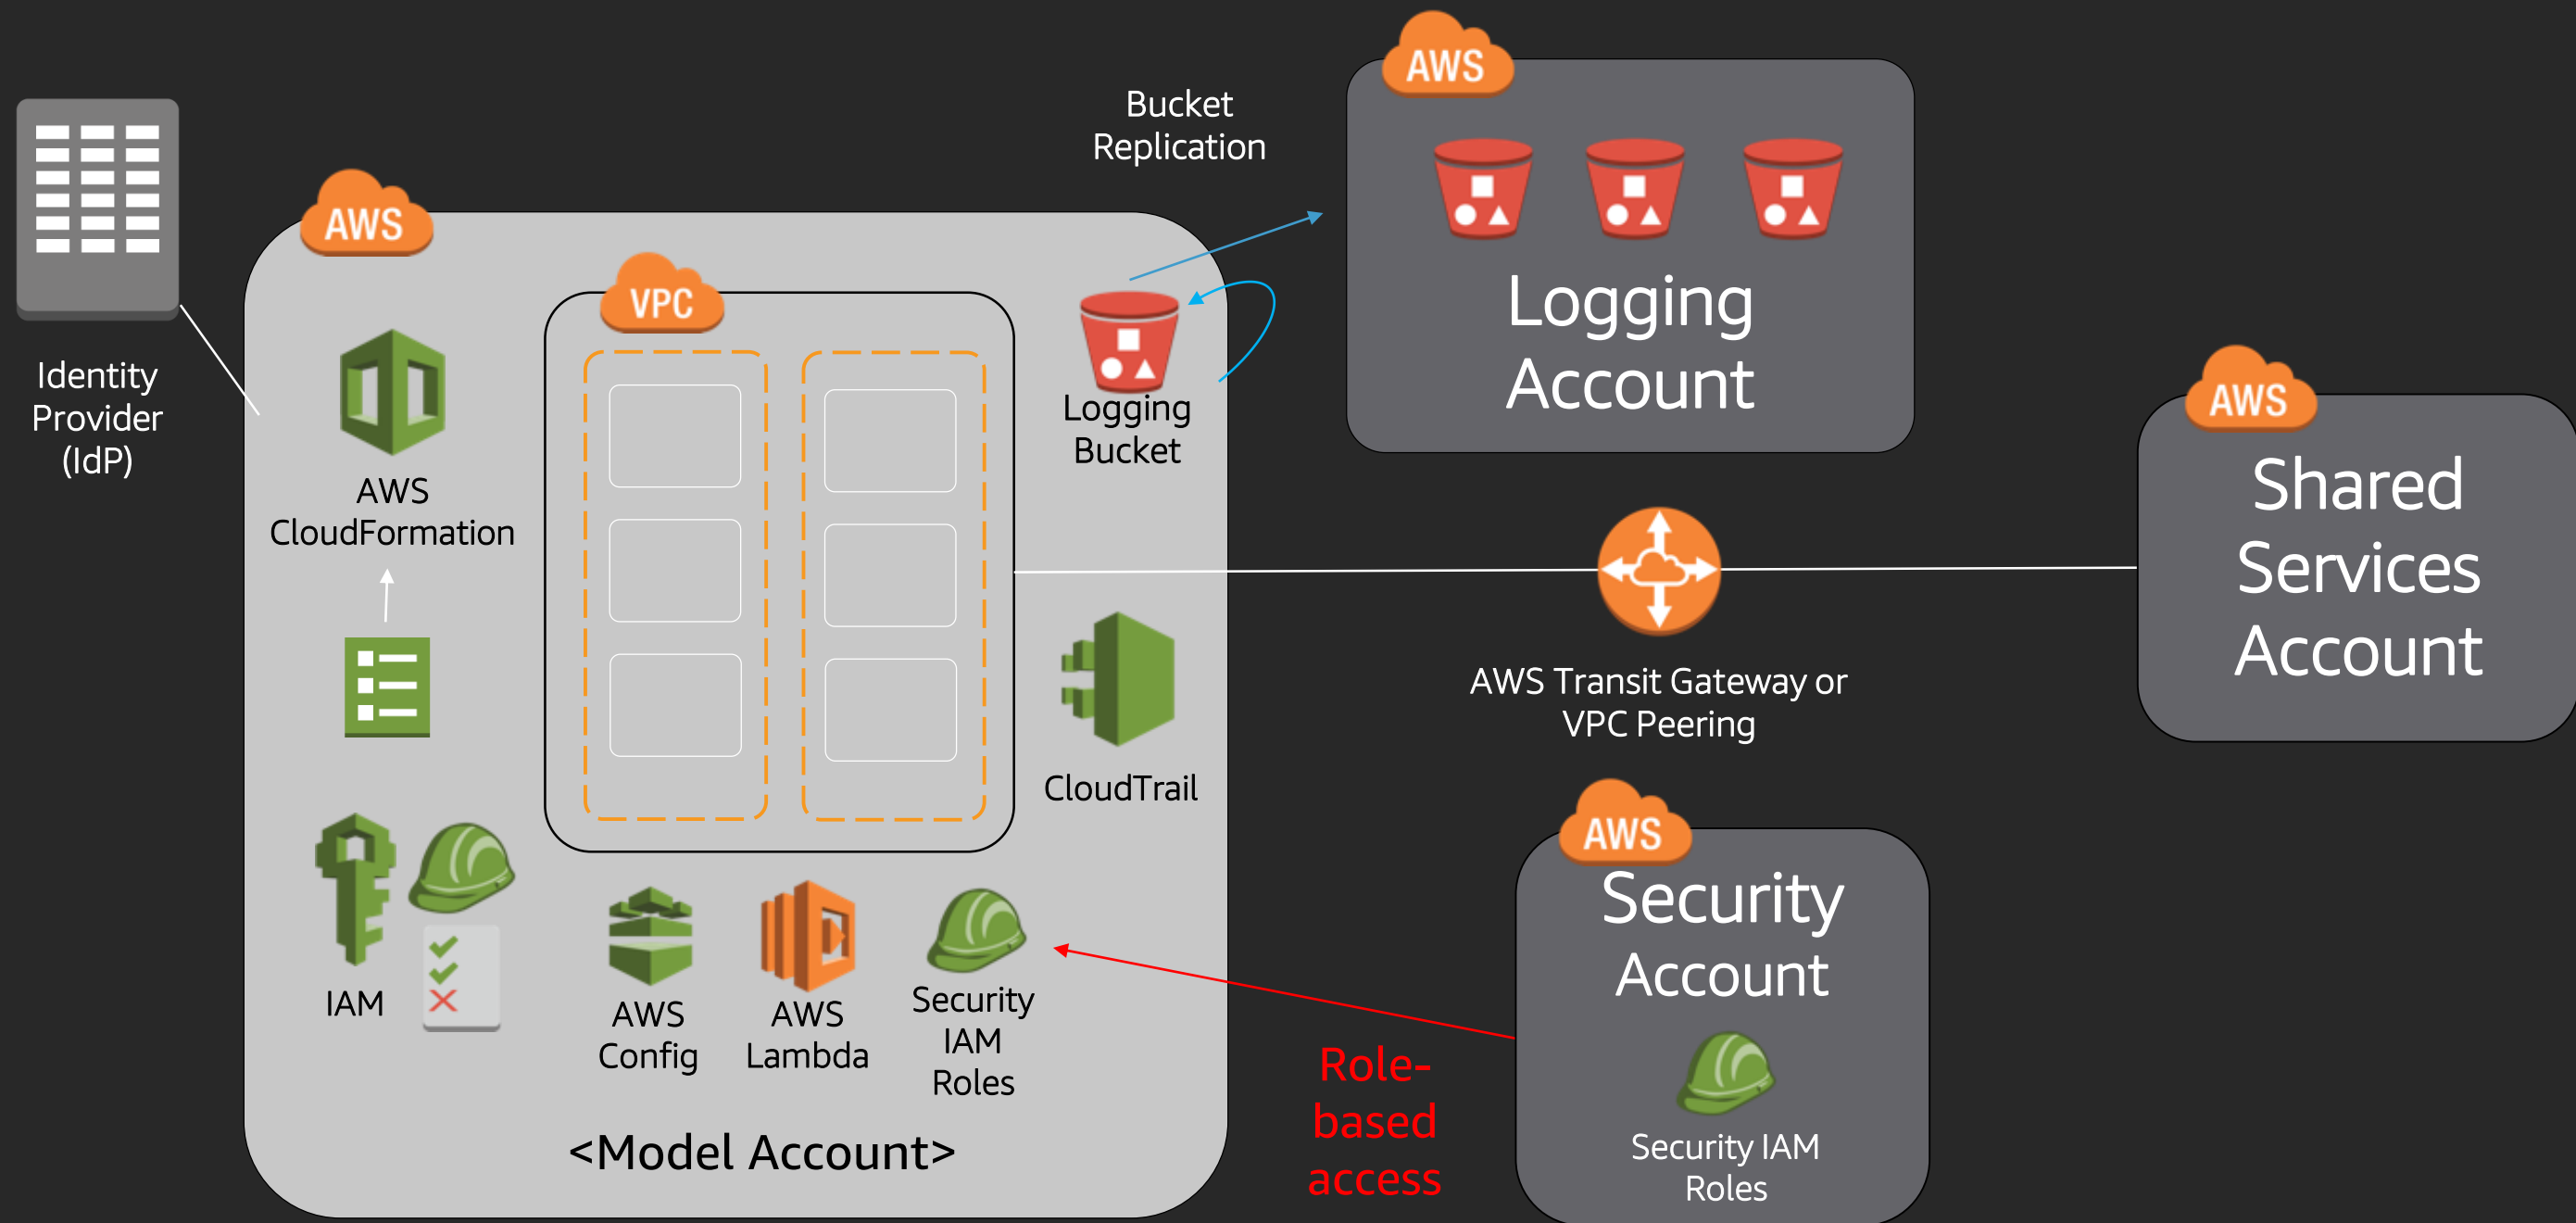 AWS
Bucket
Replication
Logging
Account
Identity
Provider
(IdP)
AWS
VPC
AWS
CloudFormation
Logging
Bucket
AWS
Shared
Services
Account
AWS Transit Gateway or
VPC Peering
CloudTrail
IAM
AWS
Config
AWS
Lambda
Security
IAM
Roles
<Model Account>
Role-
based
access
AWS
Security
Account
Security IAM
Roles